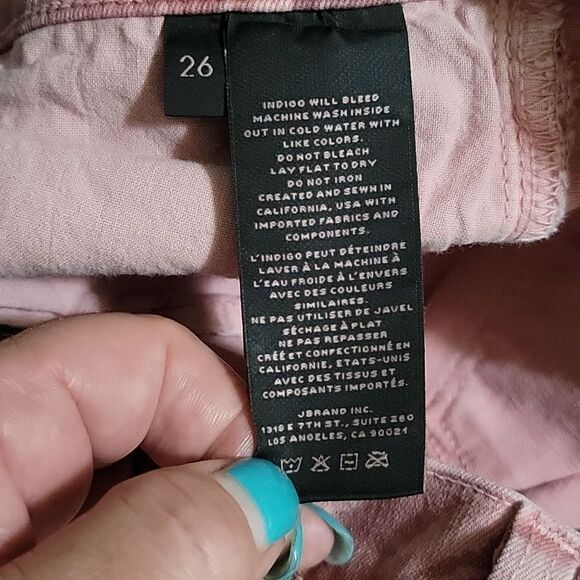 26
INDIGO WILL BLEED
MACHINE WASH INSIDE
OUT IN COLD WATER WITH
LIKE COLORS.
DO NOT BLEACH
LAY FLAT TO DRY
DO NOT IRON
CREATED AND SEWH IN
CALIFORNIA, USA WITH
IMPORTED FABRICS AND
COMPONENTS.
L'INDIGO PEUT DÉTEINDRE
LAVER À LA MACHINE À
L'EAU FROIDE À L'ENVERS
AVEC DES COULEURS
SIMILAIRES.
NE PAS UTILISER DE JAVEL
SÉCHAGE À PLAT
NE PAS REPASSER
CRÉÉ ET CONFECTIONNÉ EN
CALIFORNIE, ETATS-UNIS
AVEC DES TISSUS ET
COMPOSANTS IMPORTÉS.
JBRAND INC.
1318 E 7TH ST., SUITE 260
LOS ANGELES, CA 90021